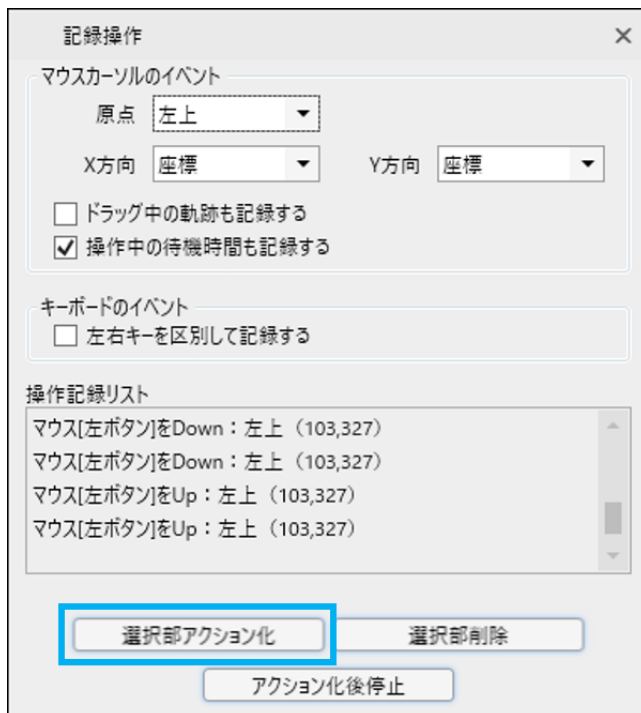 記録操作
マウスカーソルのイベント
原点 左上
X方向 座標 Y方向 座標
ドラッグ中の軌跡も記録する
操作中の待機時間も記録する
キーボードのイベント
左右キーを区別して記録する
操作記録リスト
マウス[左ボタン]をDown：左上（103,327）
マウス[左ボタン]をDown：左上（103,327）
マウス[左ボタン]をUp：左上（103,327）
マウス[左ボタン]をUp：左上（103,327）
選択部アクション化 選択部削除
アクション化後停止